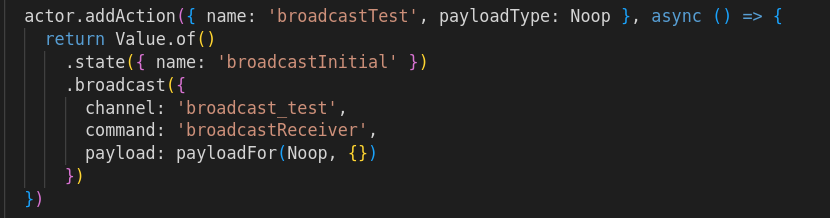 actor.addAction({ name: 'broadcastTest', payloadType: Noop }, async () => {
  return Value.of()
    .state({ name: 'broadcastInitial' })
    .broadcast({
      channel: 'broadcast_test',
      command: 'broadcastReceiver',
      payload: payloadFor(Noop, {})
    })
})